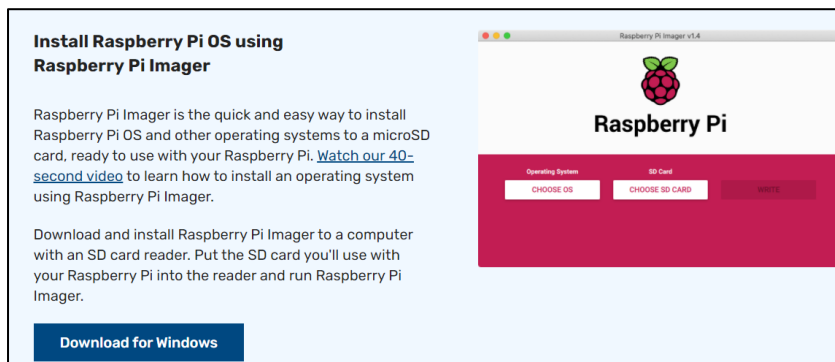 Install Raspberry Pi OS using
Raspberry Pi Imager
Raspberry Pi Imager is the quick and easy way to install
Raspberry Pi OS and other operating systems to a microSD
card, ready to use with your Raspberry Pi. Watch our 40-
second video to learn how to install an operating system
using Raspberry Pi Imager.
Download and install Raspberry Pi Imager to a computer
with an SD card reader. Put the SD card you'll use with
your Raspberry Pi into the reader and run Raspberry Pi
Imager.
Download for Windows
Raspberry Pi Imager v1.4
Raspberry Pi
Operating System
SD Card
CHOOSE OS
CHOOSE SD CARD
WRITE